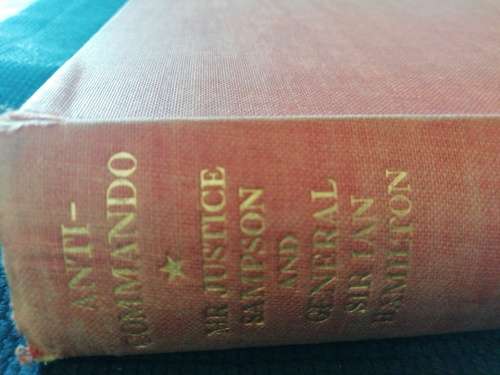 ANTI-
COMMANDO
MR JUSTICE
SAMPSON
AND
GENERAL
SIR IAN
HAMILTON